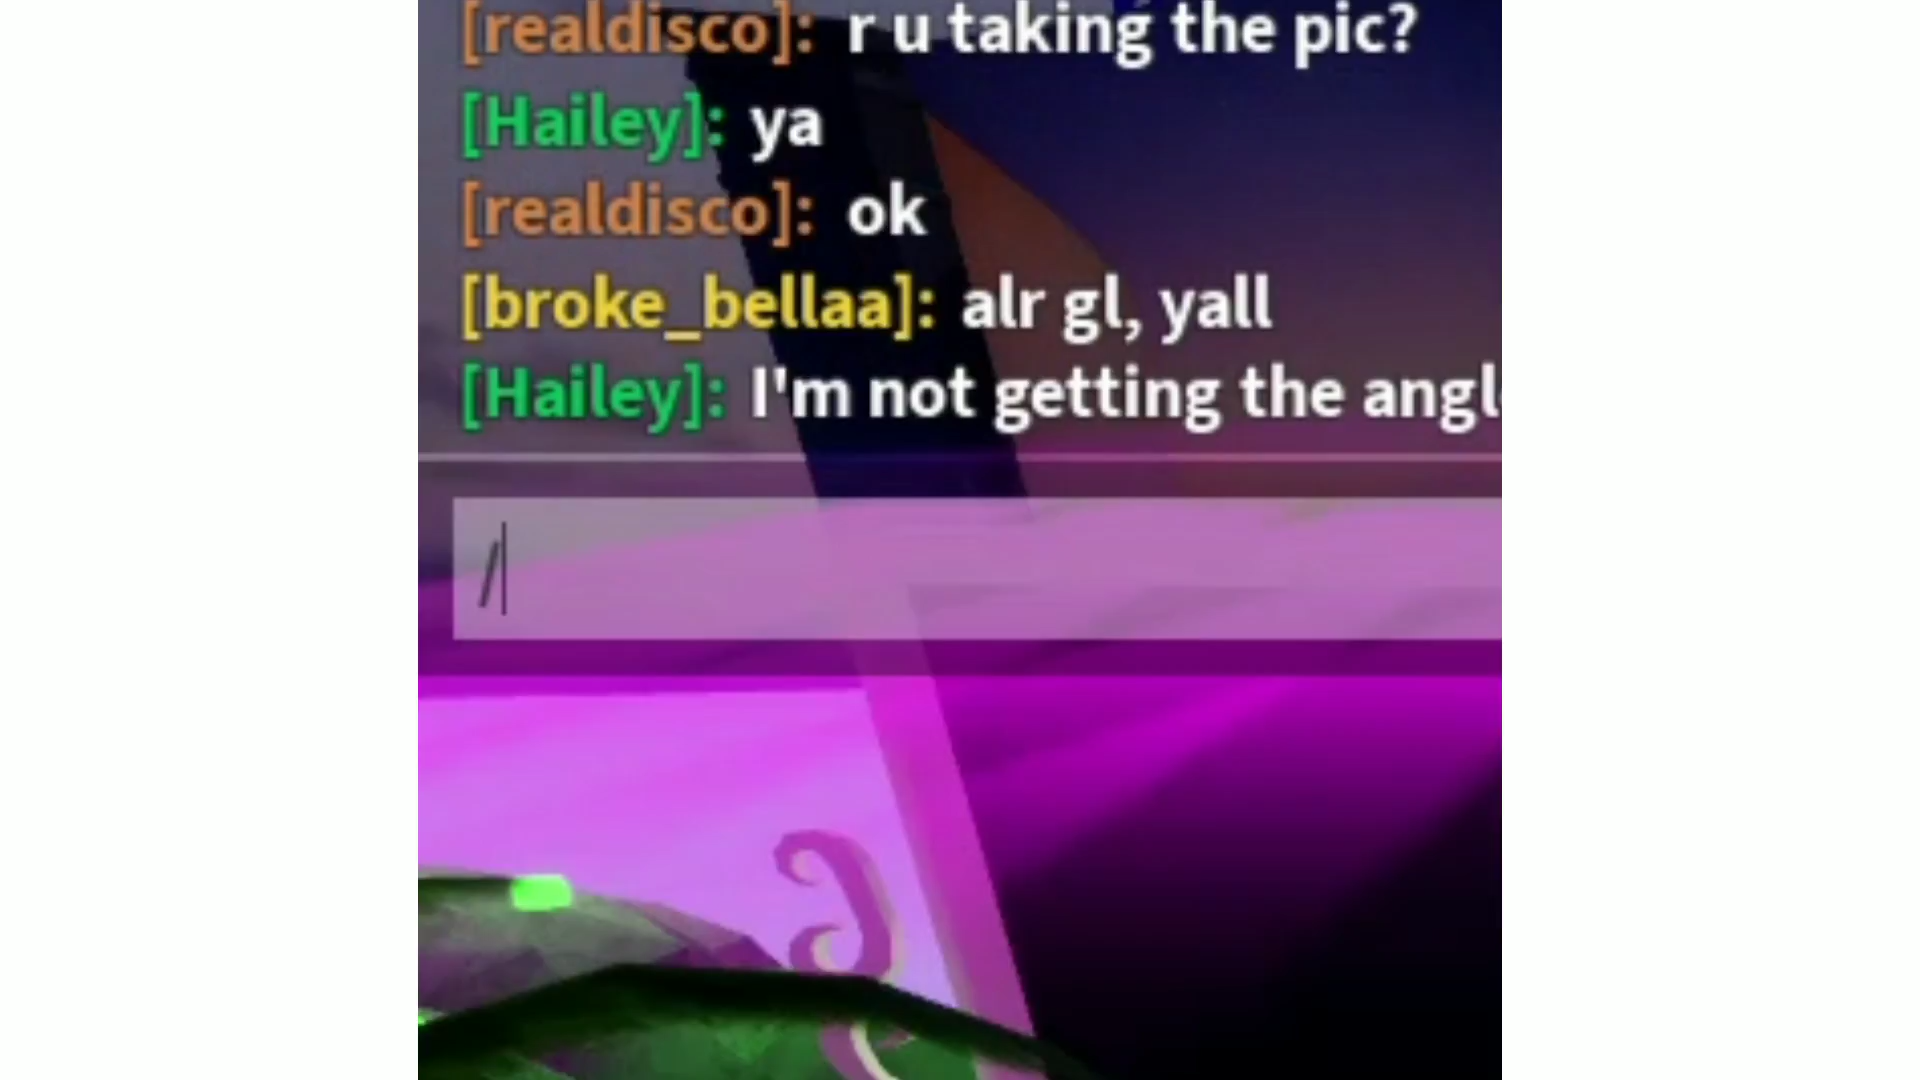 [realdisco]: r u taking the pic?
[Hailey]: ya
[realdisco]: ok
[broke_bellaa]: alr gl, yall
[Hailey]: I'm not getting the angl
/